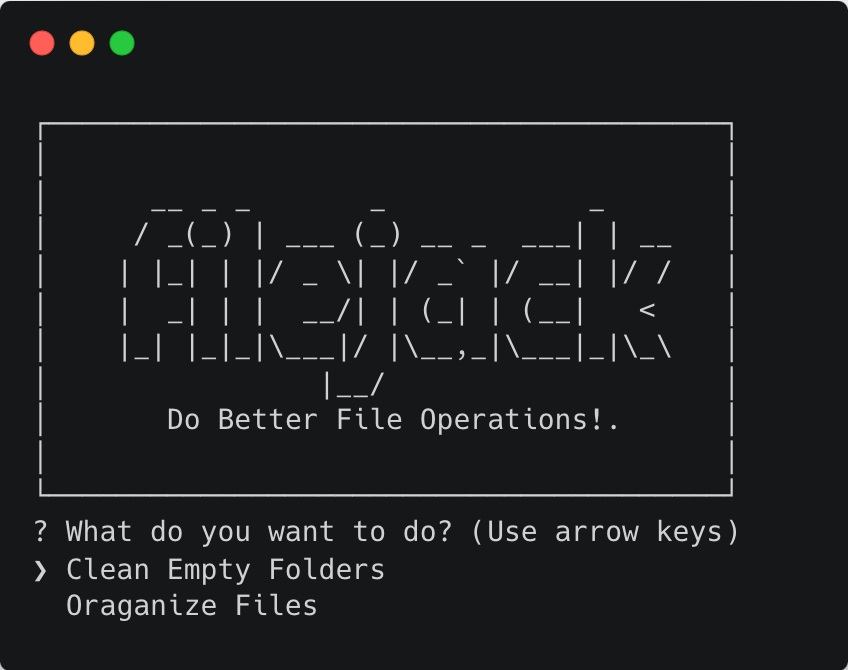 filejack
Do Better File Operations!.
? What do you want to do? (Use arrow keys)
❯ Clean Empty Folders
Oraganize Files